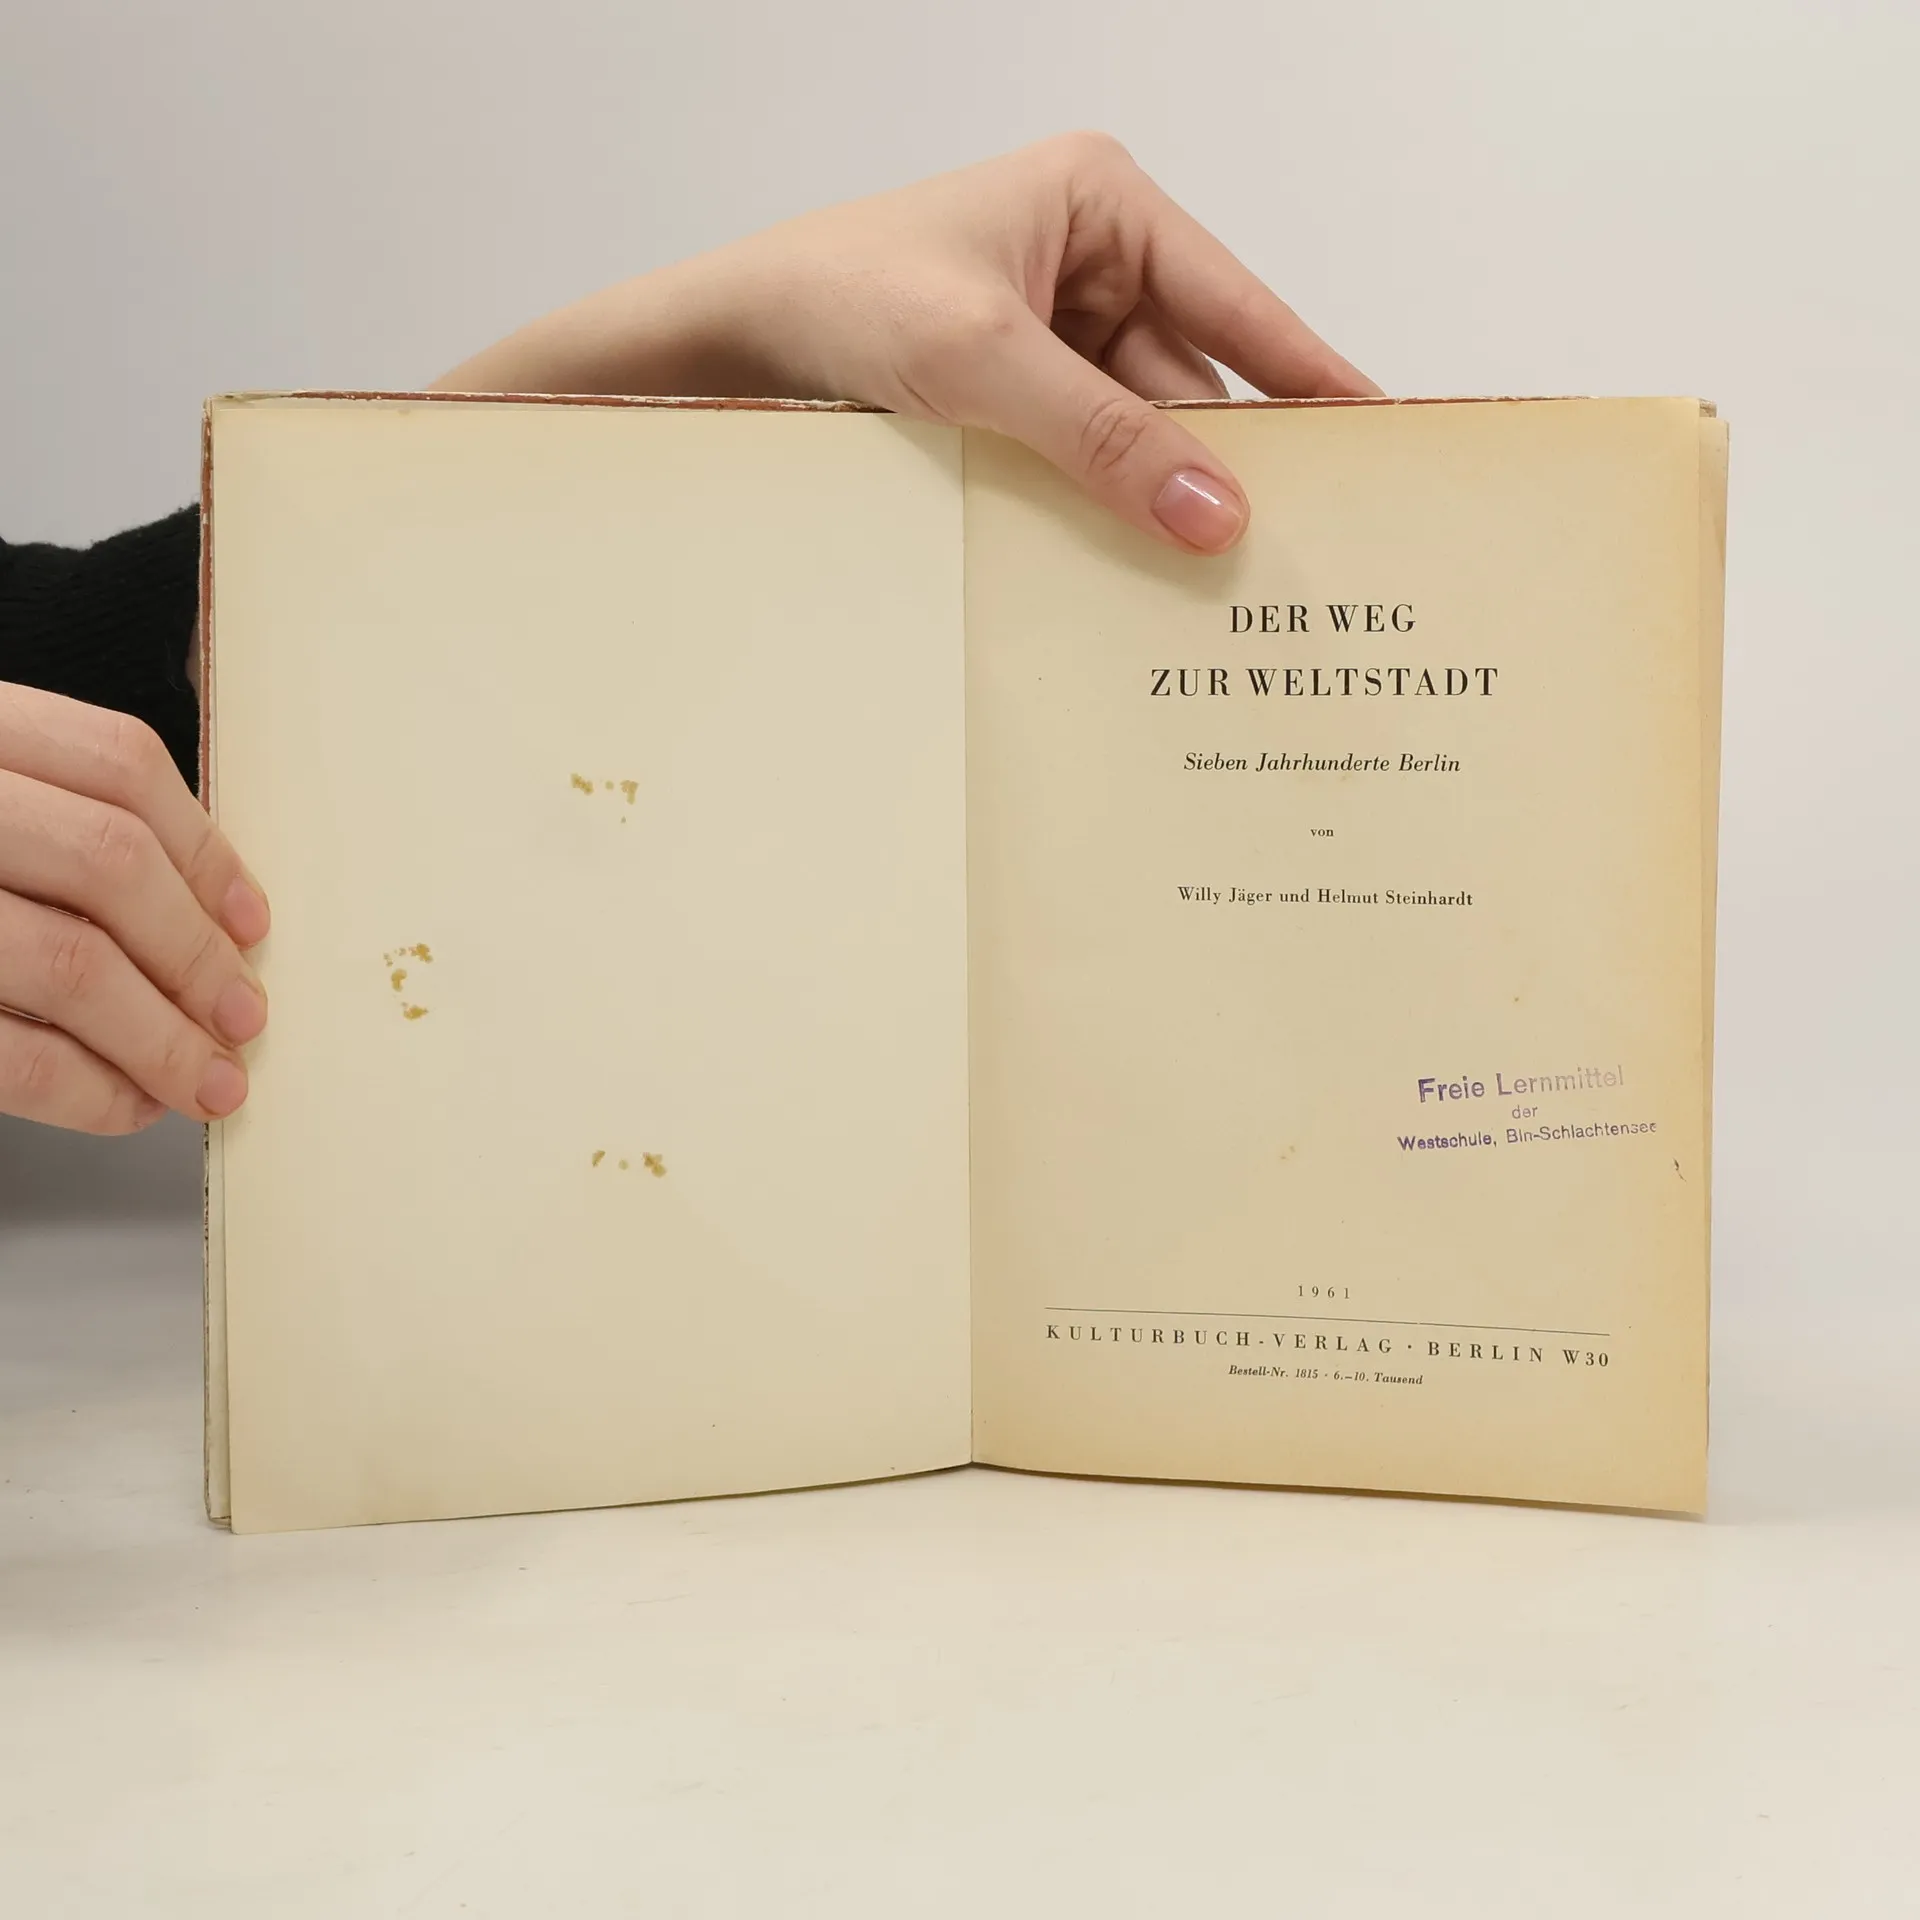 DER WEG
ZUR WELTSTADT
Sieben Jahrhunderte Berlin
von
Willy Jäger und Helmut Steinhardt
Freie Lernmittel
der
Westschule, Bln-Schlachtensee
1961
KULTURBUCH-VERLAG · BERLIN W30
Bestell-Nr. 1815 · 6.–10. Tausend